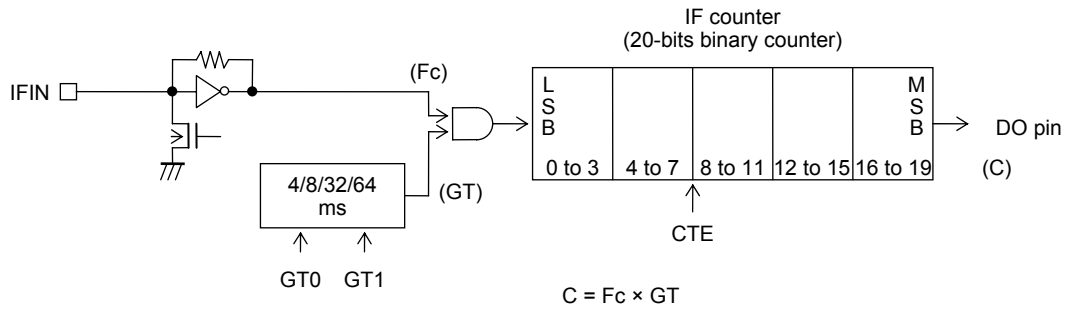 IF counter
(20-bits binary counter)
IFIN
(Fc)
L
S
B
M
S
B
DO pin
0 to 3
4 to 7
8 to 11
12 to 15
16 to 19
(C)
4/8/32/64
ms
(GT)
CTE
GT0
GT1
C = Fc × GT